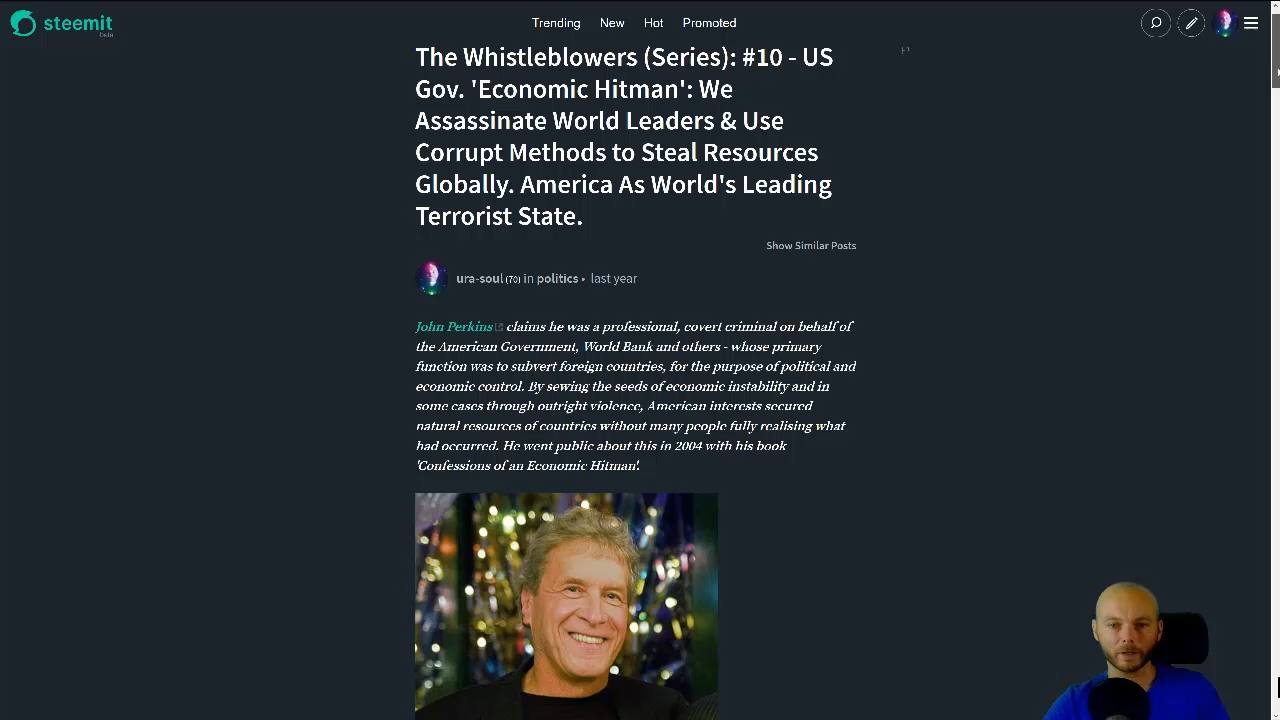 steemit
beta
Trending New Hot Promoted
The Whistleblowers (Series): #10 - US
Gov. 'Economic Hitman': We
Assassinate World Leaders & Use
Corrupt Methods to Steal Resources
Globally. America As World's Leading
Terrorist State.
Show Similar Posts
ura-soul (70) in politics • last year
John Perkins claims he was a professional, covert criminal on behalf of
the American Government, World Bank and others - whose primary
function was to subvert foreign countries, for the purpose of political and
economic control. By sewing the seeds of economic instability and in
some cases through outright violence, American interests secured
natural resources of countries without many people fully realising what
had occurred. He went public about this in 2004 with his book
'Confessions of an Economic Hitman'.